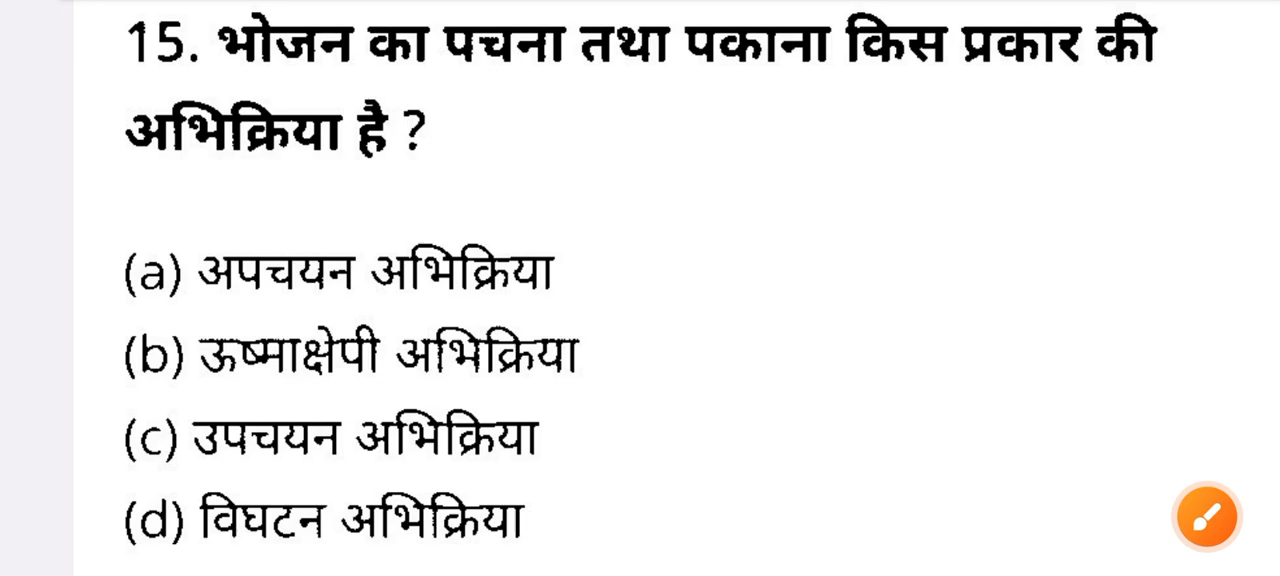 15. भोजन का पचना तथा पकाना किस प्रकार की
अभिक्रिया है ?
(a) अपचयन अभिक्रिया
(b) ऊष्माक्षेपी अभिक्रिया
(c) उपचयन अभिक्रिया
(d) विघटन अभिक्रिया